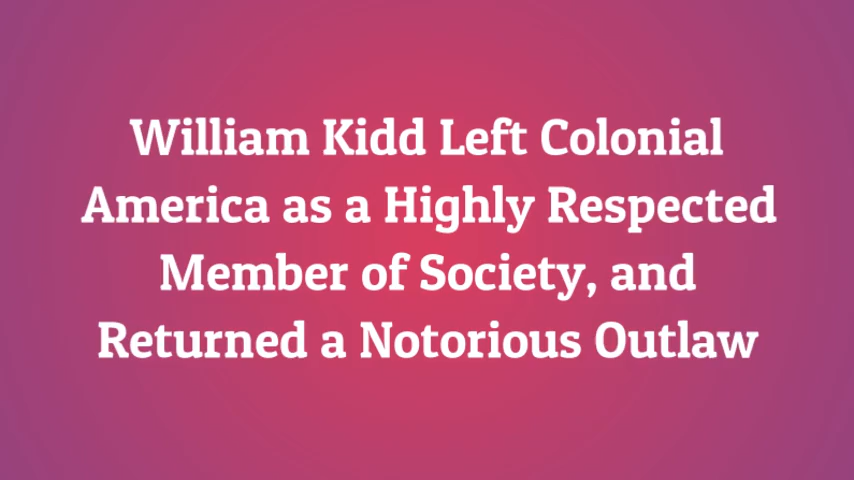 William Kidd Left Colonial
America as a Highly Respected
Member of Society, and
Returned a Notorious Outlaw